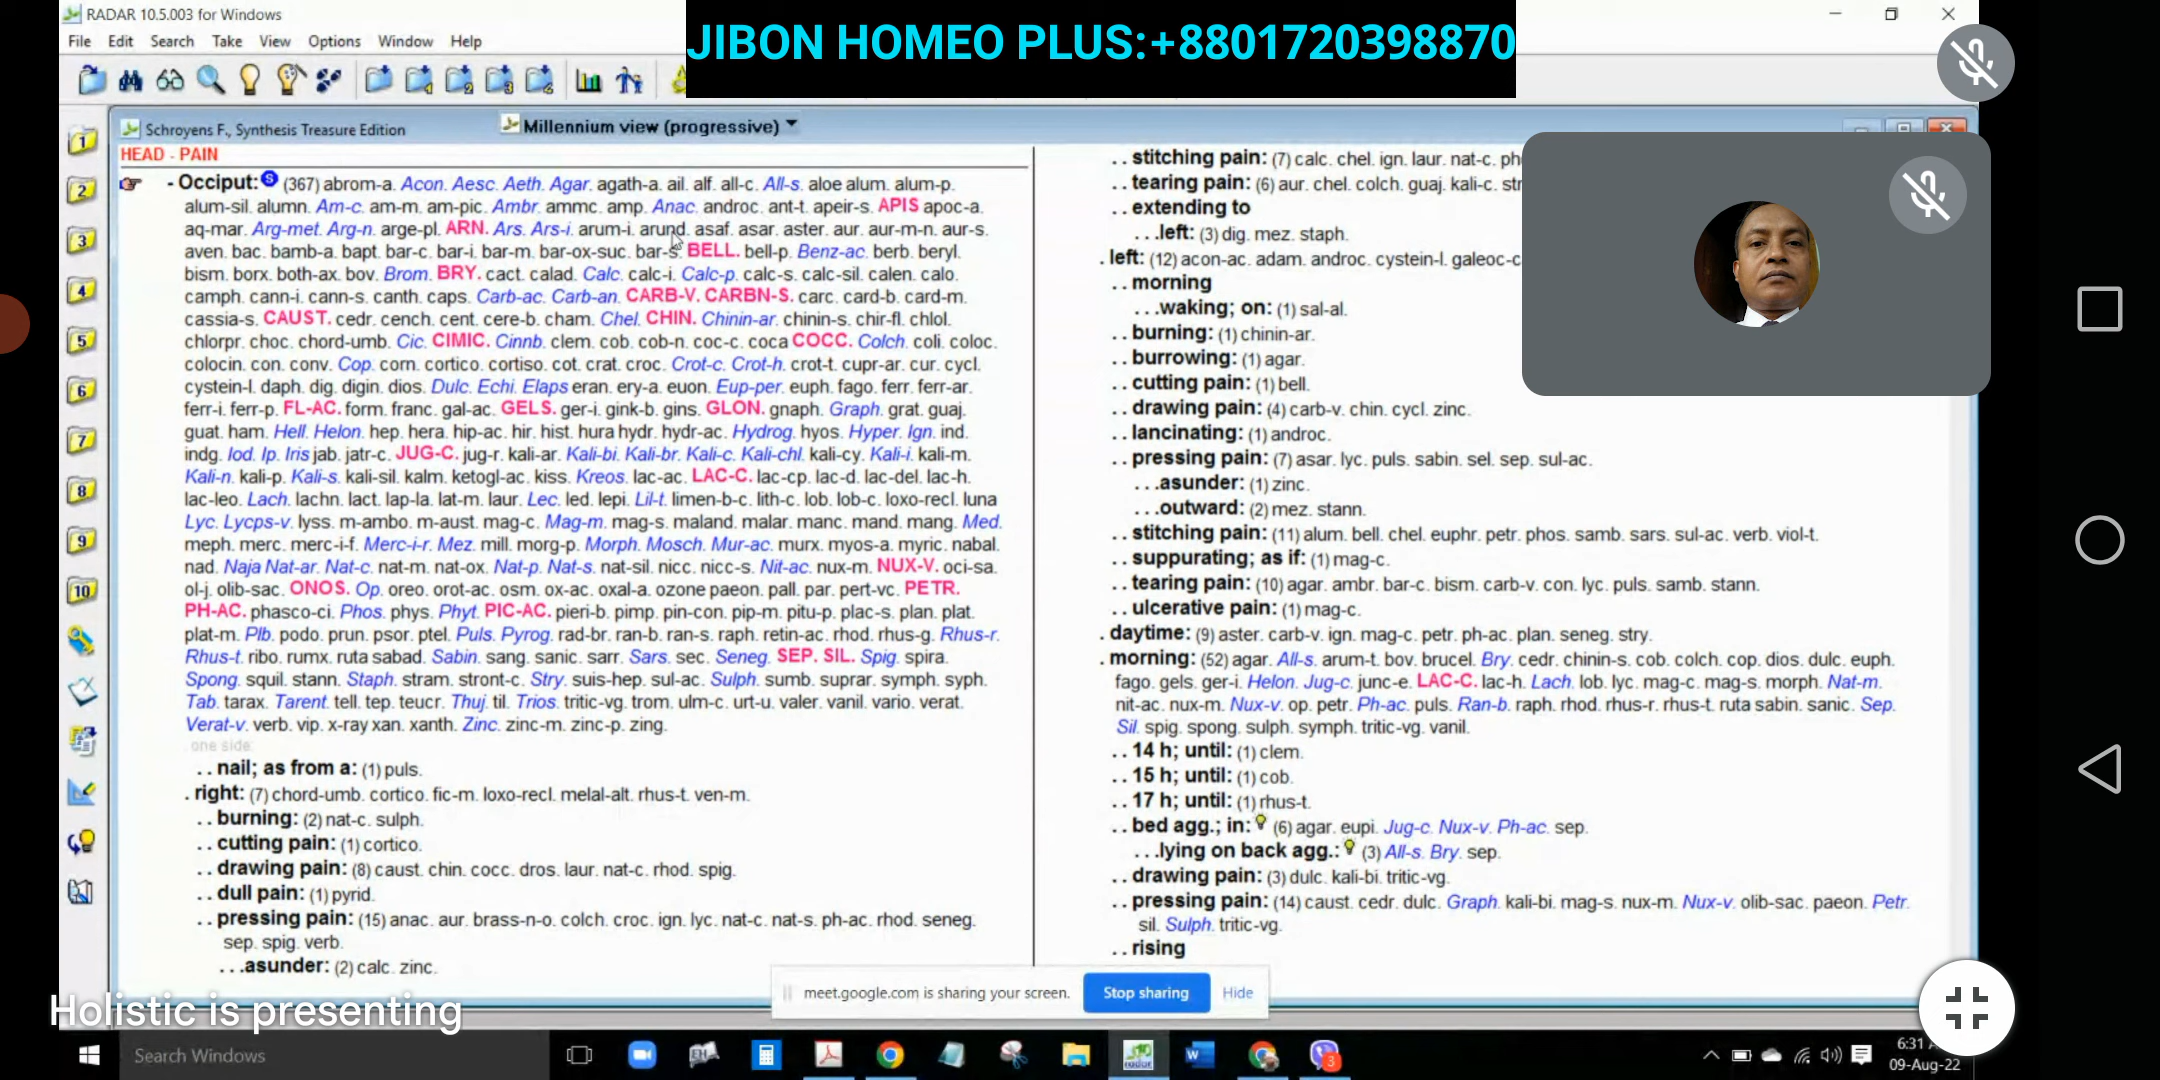 RADAR 10.5.003 for Windows
File Edit Search Take View Options Window Help
JIBON HOMEO PLUS:+8801720398870
Schroyens F., Synthesis Treasure Edition
Millennium view (progressive)
1
2
3
4
5
6
7
8
9
10
HEAD - PAIN
- Occiput: S (367) abrom-a. Acon. Aesc. Aeth. Agar. agath-a. ail. alf. all-c. All-s. aloe alum. alum-p.
alum-sil. alumn. Am-c. am-m. am-pic. Ambr. ammc. amp. Anac. androc. ant-t. apeir-s. APIS apoc-a.
aq-mar. Arg-met. Arg-n. arge-pl. ARN. Ars. Ars-i. arum-i. arund. asaf. asar. aster. aur. aur-m-n. aur-s.
aven. bac. bamb-a. bapt. bar-c. bar-i. bar-m. bar-ox-suc. bar-s. BELL. bell-p. Benz-ac. berb. beryl.
bism. borx. both-ax. bov. Brom. BRY. cact. calad. Calc. calc-i. Calc-p. calc-s. calc-sil. calen. calo.
camph. cann-i. cann-s. canth. caps. Carb-ac. Carb-an. CARB-V. CARBN-S. carc. card-b. card-m.
cassia-s. CAUST. cedr. cench. cent. cere-b. cham. Chel. CHIN. Chinin-ar. chinin-s. chir-fl. chlol.
chlorpr. choc. chord-umb. Cic. CIMIC. Cinnb. clem. cob. cob-n. coc-c. coca COCC. Colch. coli. coloc.
colocin. con. conv. Cop. corn. cortico. cortiso. cot. crat. croc. Crot-c. Crot-h. crot-t. cupr-ar. cur. cycl.
cystein-l. daph. dig. digin. dios. Dulc. Echi. Elaps eran. ery-a. euon. Eup-per. euph. fago. ferr. ferr-ar.
ferr-i. ferr-p. FL-AC. form. franc. gal-ac. GELS. ger-i. gink-b. gins. GLON. gnaph. Graph. grat. guaj.
guat. ham. Hell. Helon. hep. hera. hip-ac. hir. hist. hura hydr. hydr-ac. Hydrog. hyos. Hyper. Ign. ind.
indg. Iod. Ip. Iris jab. jatr-c. JUG-C. jug-r. kali-ar. Kali-bi. Kali-br. Kali-c. Kali-chl. kali-cy. Kali-i. kali-m.
Kali-n. kali-p. Kali-s. kali-sil. kalm. ketogl-ac. kiss. Kreos. lac-ac. LAC-C. lac-cp. lac-d. lac-del. lac-h.
lac-leo. Lach. lachn. lact. lap-la. lat-m. laur. Lec. led. lepi. Lil-t. limen-b-c. lith-c. lob. lob-c. loxo-recl. luna
Lyc. Lycps-v. lyss. m-ambo. m-aust. mag-c. Mag-m. mag-s. maland. malar. manc. mand. mang. Med.
meph. merc. merc-i-f. Merc-i-r. Mez. mill. morg-p. Morph. Mosch. Mur-ac. murx. myos-a. myric. nabal.
nad. Naja Nat-ar. Nat-c. nat-m. nat-ox. Nat-p. Nat-s. nat-sil. nicc. nicc-s. Nit-ac. nux-m. NUX-V. oci-sa.
ol-j. olib-sac. ONOS. Op. oreo. orot-ac. osm. ox-ac. oxal-a. ozone paeon. pall. par. pert-vc. PETR.
PH-AC. phasco-ci. Phos. phys. Phyt. PIC-AC. pieri-b. pimp. pin-con. pip-m. pitu-p. plac-s. plan. plat.
plat-m. Plb. podo. prun. psor. ptel. Puls. Pyrog. rad-br. ran-b. ran-s. raph. retin-ac. rhod. rhus-g. Rhus-r.
Rhus-t. ribo. rumx. ruta sabad. Sabin. sang. sanic. sarr. Sars. sec. Seneg. SEP. SIL. Spig. spira.
Spong. squil. stann. Staph. stram. stront-c. Stry. suis-hep. sul-ac. Sulph. sumb. suprar. symph. syph.
Tab. tarax. Tarent. tell. tep. teucr. Thuj. til. Trios. tritic-vg. trom. ulm-c. urt-u. valer. vanil. vario. verat.
Verat-v. verb. vip. x-ray xan. xanth. Zinc. zinc-m. zinc-p. zing.
one side:
. . nail; as from a: (1) puls.
. right: (7) chord-umb. cortico. fic-m. loxo-recl. melal-alt. rhus-t. ven-m.
. . burning: (2) nat-c. sulph.
. . cutting pain: (1) cortico.
. . drawing pain: (8) caust. chin. cocc. dros. laur. nat-c. rhod. spig.
. . dull pain: (1) pyrid.
. . pressing pain: (15) anac. aur. brass-n-o. colch. croc. ign. lyc. nat-c. nat-s. ph-ac. rhod. seneg.
sep. spig. verb.
. . .asunder: (2) calc. zinc.
. . stitching pain: (7) calc. chel. ign. laur. nat-c.
. . tearing pain: (6) aur. chel. colch. guaj. kali-c.
. . extending to
. . .left: (3) dig. mez. staph.
. left: (12) acon-ac. adam. androc. cystein-l.
. . morning
. . .waking; on: (1) sal-al.
. . burning: (1) chinin-ar.
. . burrowing: (1) agar.
. . cutting pain: (1) bell.
. . drawing pain: (4) carb-v. chin. cycl. zinc.
. . lancinating: (1) androc.
. . pressing pain: (7) asar. lyc. puls. sabin. sel. sep. sul-ac.
. . .asunder: (1) zinc.
. . .outward: (2) mez. stann.
. . stitching pain: (11) alum. bell. chel. euphr. petr. phos. samb. sars. sul-ac. verb. viol-t.
. . suppurating; as if: (1) mag-c.
. . tearing pain: (10) agar. ambr. bar-c. bism. carb-v. con. lyc. puls. samb. stann.
. . ulcerative pain: (1) mag-c.
. daytime: (9) aster. carb-v. ign. mag-c. petr. ph-ac. plan. seneg. stry.
. morning: (52) agar. All-s. arum-t. bov. brucel. Bry. cedr. chinin-s. cob. colch. cop. dios. dulc. euph.
fago. gels. ger-i. Helon. Jug-c. junc-e. LAC-C. lac-h. Lach. lob. lyc. mag-c. mag-s. morph. Nat-m.
nit-ac. nux-m. Nux-v. op. petr. Ph-ac. puls. Ran-b. raph. rhod. rhus-r. rhus-t. ruta sabin. sanic. Sep.
Sil. spig. spong. sulph. symph. tritic-vg. vanil.
. . 14 h; until: (1) clem.
. . 15 h; until: (1) cob.
. . 17 h; until: (1) rhus-t.
. . bed agg.; in: (6) agar. eupi. Jug-c. Nux-v. Ph-ac. sep.
. . .lying on back agg.: (3) All-s. Bry. sep.
. . drawing pain: (3) dulc. kali-bi. tritic-vg.
. . pressing pain: (14) caust. cedr. dulc. Graph. kali-bi. mag-s. nux-m. Nux-v. olib-sac. paeon. Petr.
sil. Sulph. tritic-vg.
. . rising
meet.google.com is sharing your screen. Stop sharing Hide
Holistic is presenting
Search Windows
3
6:31
09-Aug-22